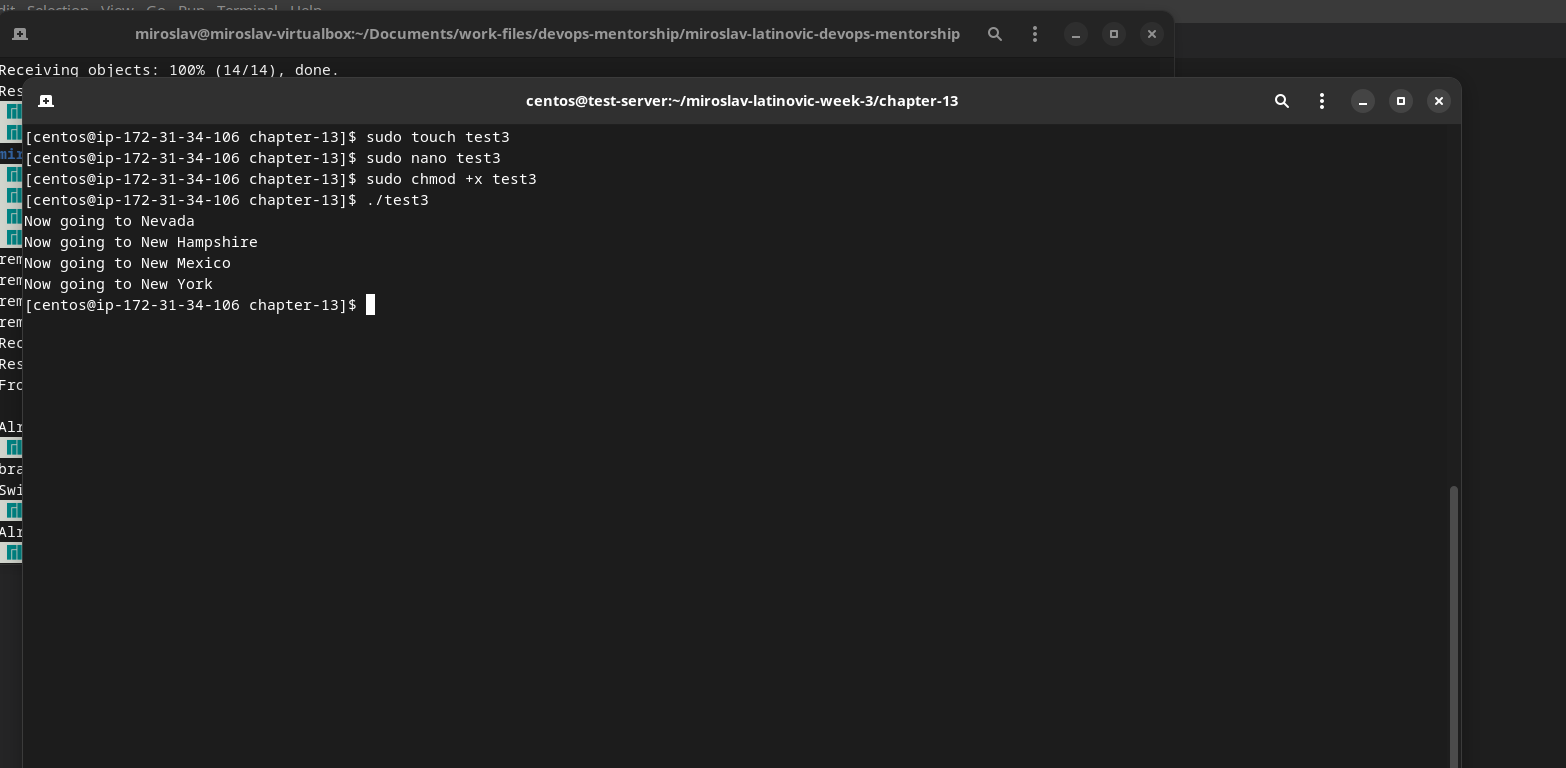 Selection View Go Run Terminal Help
miroslav@miroslav-virtualbox:~/Documents/work-files/devops-mentorship/miroslav-latinovic-devops-mentorship
Receiving objects: 100% (14/14), done.
Res
centos@test-server:~/miroslav-latinovic-week-3/chapter-13
[centos@ip-172-31-34-106 chapter-13]$ sudo touch test3
[centos@ip-172-31-34-106 chapter-13]$ sudo nano test3
mir
[centos@ip-172-31-34-106 chapter-13]$ sudo chmod +x test3
[centos@ip-172-31-34-106 chapter-13]$ ./test3
Now going to Nevada
Now going to New Hampshire
rem
Now going to New Mexico
rem
Now going to New York
rem
[centos@ip-172-31-34-106 chapter-13]$
rem
Rec
Res
Fro
Alr
bra
Swi
Alr